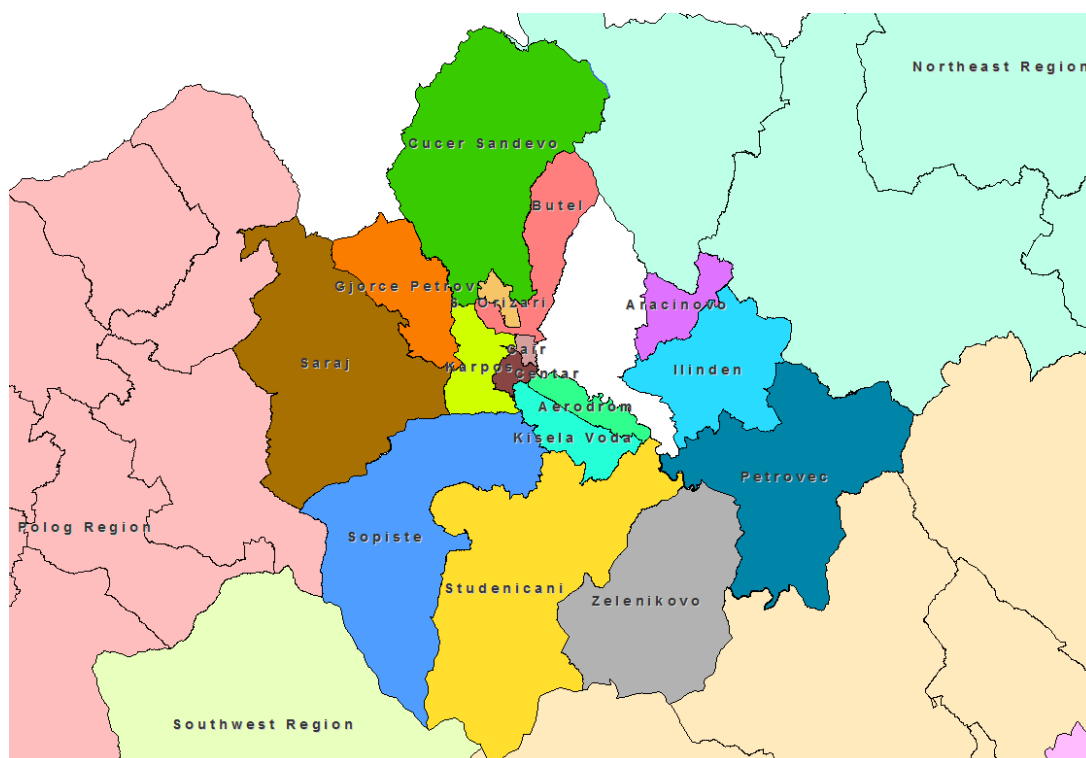 Northeast Region
Cucer Sandevo
Butel
Gjorce Petrov
S. Orizari
Aracinovo
Cair
Saraj
Karpos
Centar
Ilinden
Aerodrom
Kisela Voda
Petrovec
Polog Region
Sopiste
Studenicani
Zelenikovo
Southwest Region